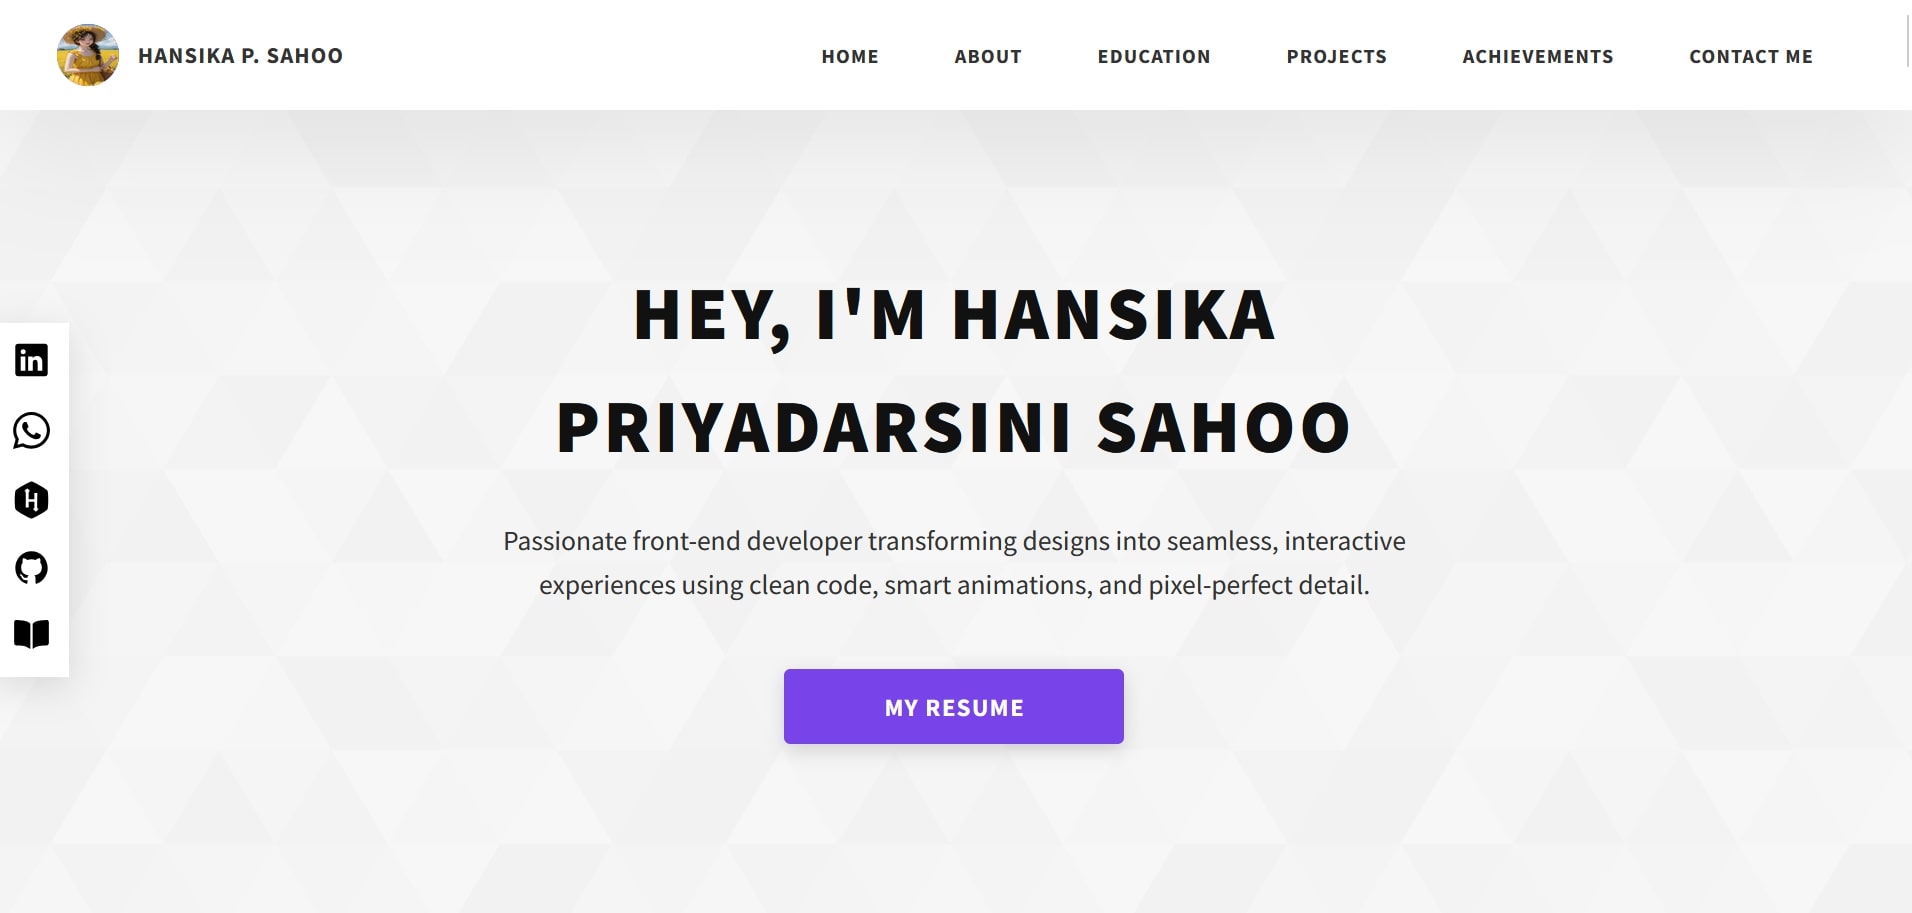 HANSIKA P. SAHOO
HOME ABOUT EDUCATION PROJECTS ACHIEVEMENTS CONTACT ME
HEY, I'M HANSIKA
PRIYADARSINI SAHOO
Passionate front-end developer transforming designs into seamless, interactive
experiences using clean code, smart animations, and pixel-perfect detail.
MY RESUME